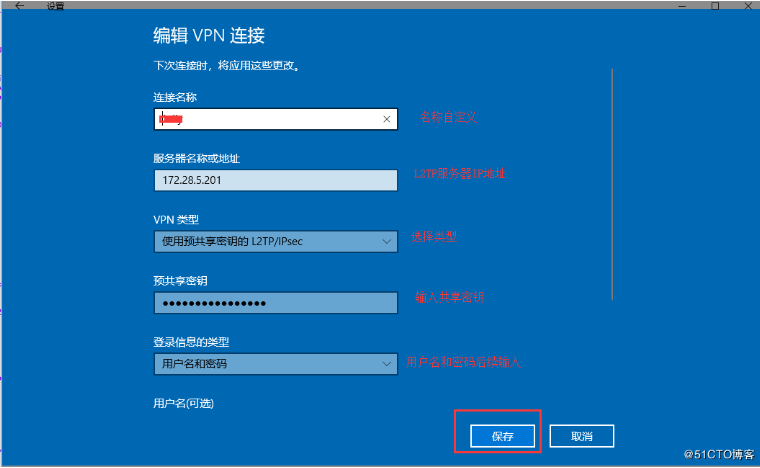 设置
编辑 VPN 连接
下次连接时，将应用这些更改。
连接名称
名称自定义
服务器名称或地址
172.28.5.201
L2TP服务器IP地址
VPN 类型
使用预共享密钥的 L2TP/IPsec
选择类型
预共享密钥
●●●●●●●●●●●●●●●●
输入共享密钥
登录信息的类型
用户名和密码
用户名和密码后续输入
用户名(可选)
保存
取消
@51CTO博客